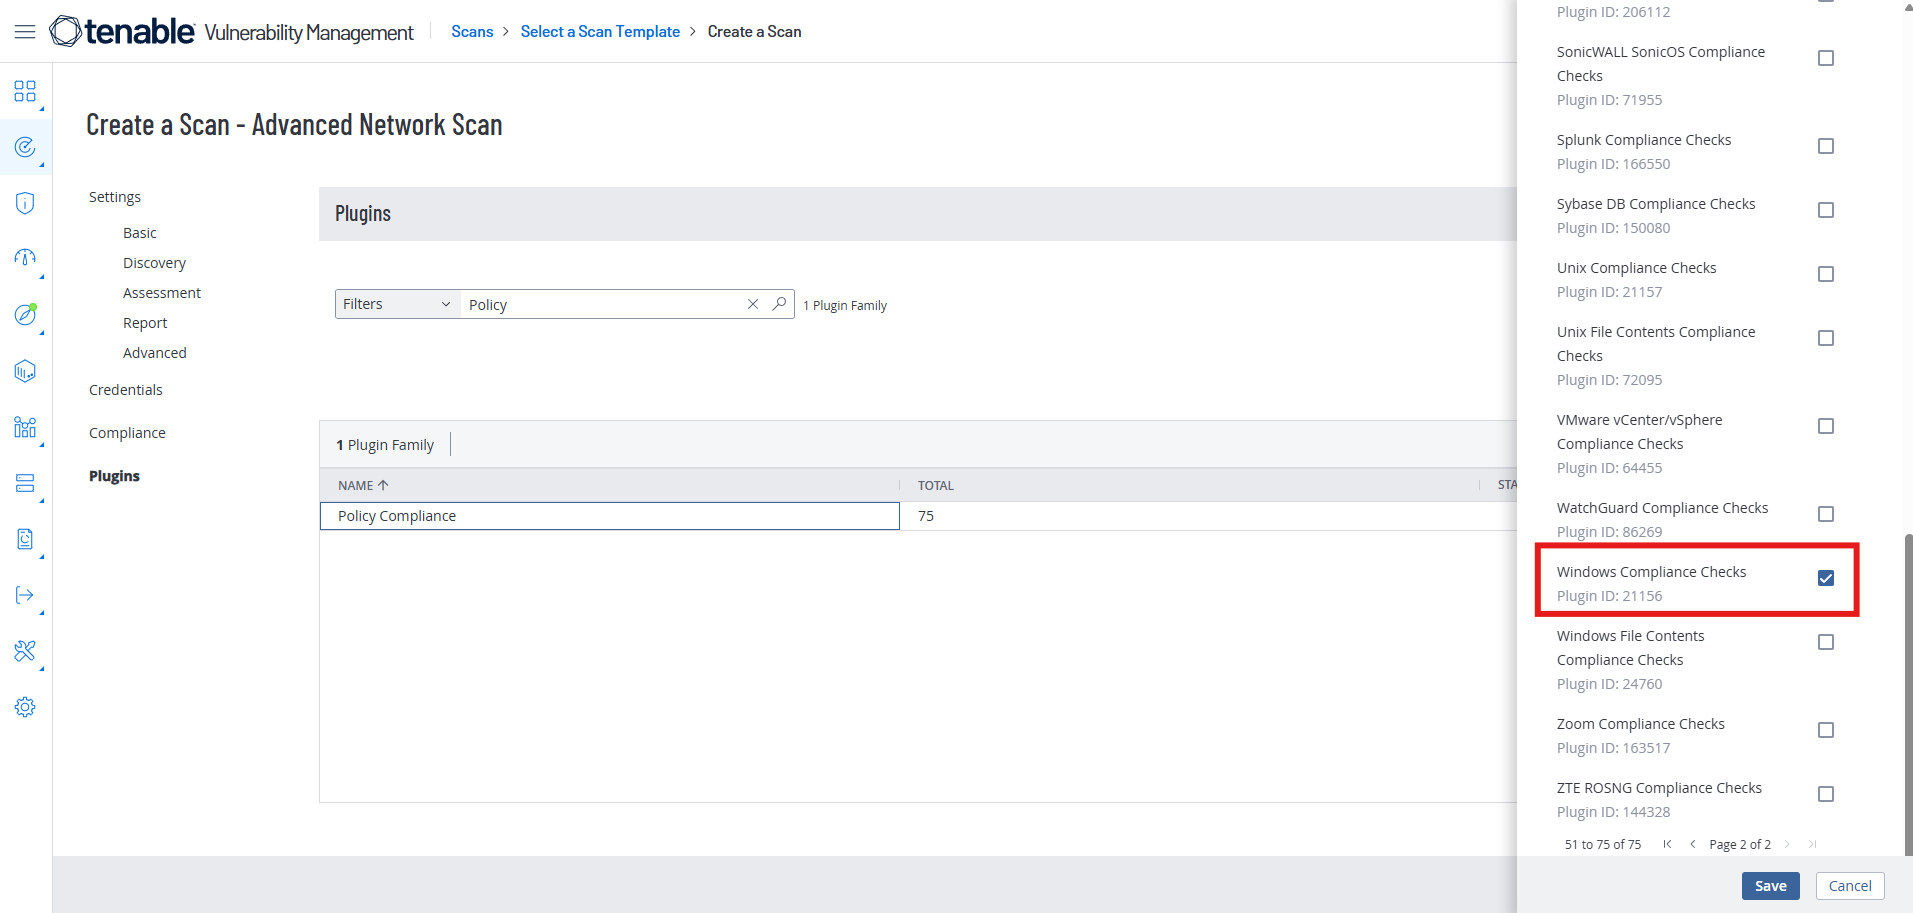 tenable Vulnerability Management
Scans > Select a Scan Template > Create a Scan
Create a Scan - Advanced Network Scan
Settings
Basic
Discovery
Assessment
Report
Advanced
Credentials
Compliance
Plugins
Plugins
Filters
Policy
1 Plugin Family
1 Plugin Family
NAME
TOTAL
STA
Policy Compliance
75
Plugin ID: 206112
SonicWALL SonicOS Compliance
Checks
Plugin ID: 71955
Splunk Compliance Checks
Plugin ID: 166550
Sybase DB Compliance Checks
Plugin ID: 150080
Unix Compliance Checks
Plugin ID: 21157
Unix File Contents Compliance
Checks
Plugin ID: 72095
VMware vCenter/vSphere
Compliance Checks
Plugin ID: 64455
WatchGuard Compliance Checks
Plugin ID: 86269
Windows Compliance Checks
Plugin ID: 21156
Windows File Contents
Compliance Checks
Plugin ID: 24760
Zoom Compliance Checks
Plugin ID: 163517
ZTE ROSNG Compliance Checks
Plugin ID: 144328
51 to 75 of 75
Page 2 of 2
Save
Cancel